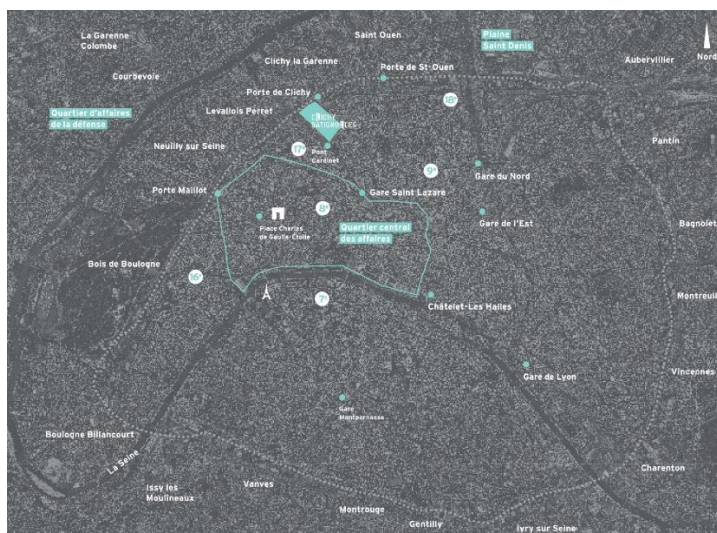 La Garenne
Colombe
Saint Ouen
Plaine
Saint Denis
Nord
Clichy la Garenne
Aubervillier
Porte de St-Ouen
Courbevoie
Porte de Clichy
18e
Levallois Perret
Quartier d'affaires
de la défense
CLICHY
BATIGNOLLES
Pantin
Neuilly sur Seine
17e
Pont
Cardinet
9e
Gare du Nord
Porte Maillot
Gare Saint Lazare
8e
Place Charles
de Gaulle-Étoile
Quartier central
des affaires
Gare de l'Est
Bagnolet
Bois de Boulogne
16e
7e
Châtelet-Les Halles
Montreuil
Gare de Lyon
Vincennes
Gare
Montparnasse
Boulogne Billancourt
La Seine
Charenton
Issy les
Moulineaux
Vanves
Montrouge
Gentilly
Ivry sur Seine